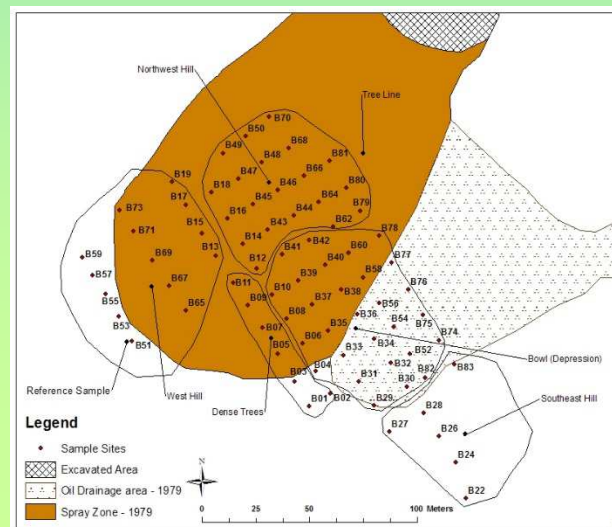 Northwest Hill
Tree Line
B70
B50
B49
B68
B48
B81
B19
B47
B66
B18
B46
B80
B17
B45
B64
B73
B16
B44
B79
B15
B43
B62
B71
B78
B14
B42
B59
B13
B41
B60
B77
B69
B12
B40
B57
B58
B67
B11
B39
B76
B55
B10
B38
B65
B09
B37
B56
B53
B08
B36
B54
B75
B07
B35
B51
B06
B34
B74
B05
B33
B52
Bowl (Depression)
B04
B32
B83
B03
B31
B82
B30
Reference Sample
West Hill
Dense Trees
B01
B02
B29
B28
Southeast Hill
B27
B26
B24
B22
Legend
Sample Sites
Excavated Area
Oil Drainage area - 1979
Spray Zone - 1979
N
0
25
50
100 Meters